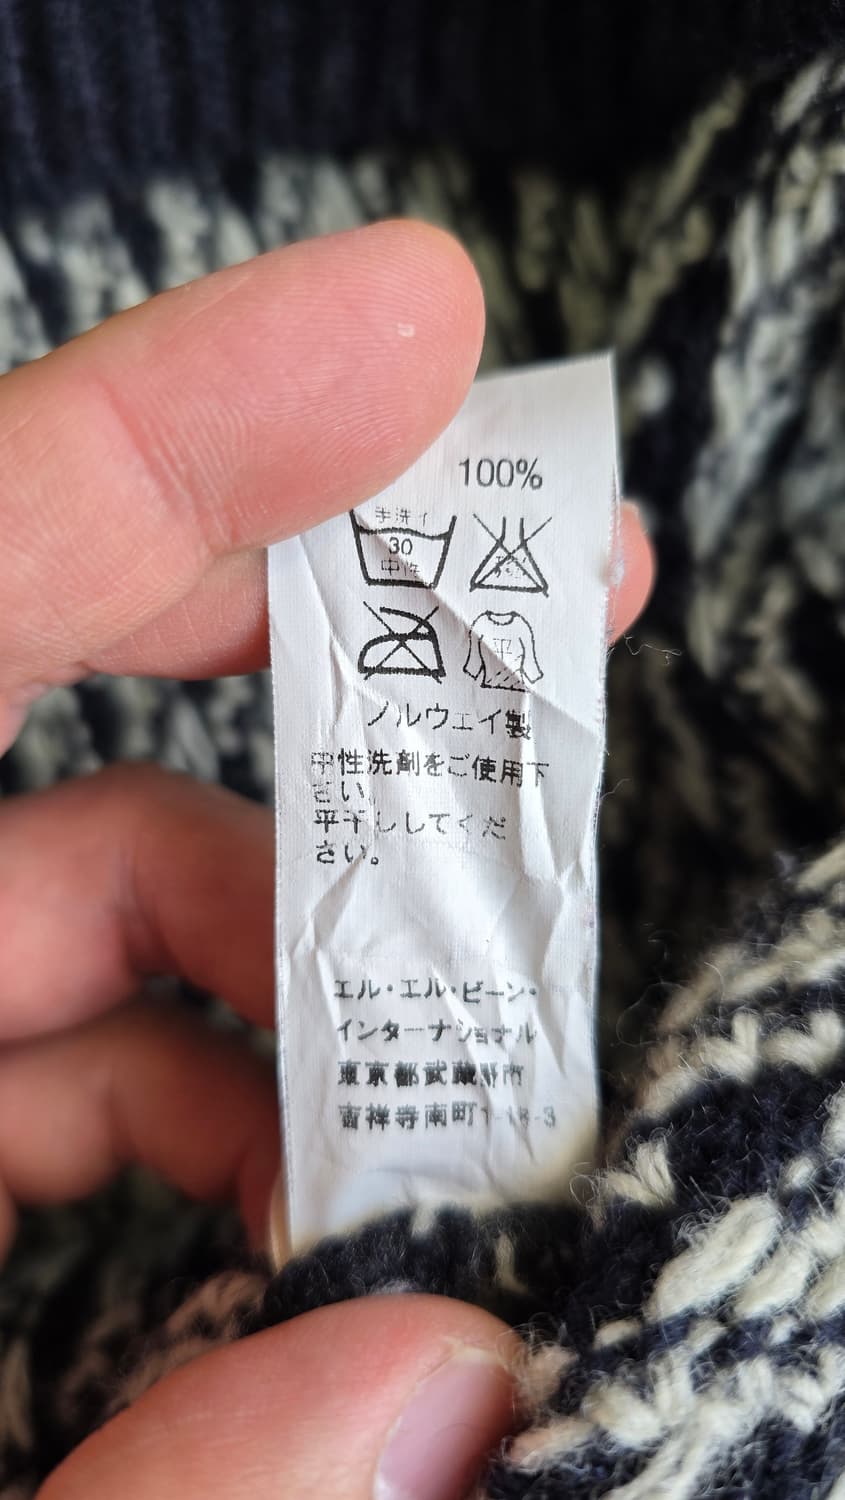 100%
手洗イ
30
中性
平
ノルウェイ製
中性洗剤をご使用下
さい。
平干ししてくだ
さい。
エル・エル・ビーン・
インターナショナル
東京都武蔵野市
吉祥寺南町1-18-3